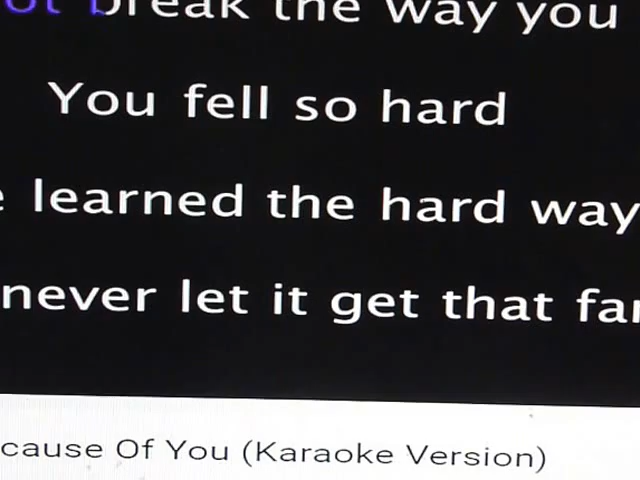 break the way you
You fell so hard
learned the hard way
never let it get that far
cause Of You (Karaoke Version)